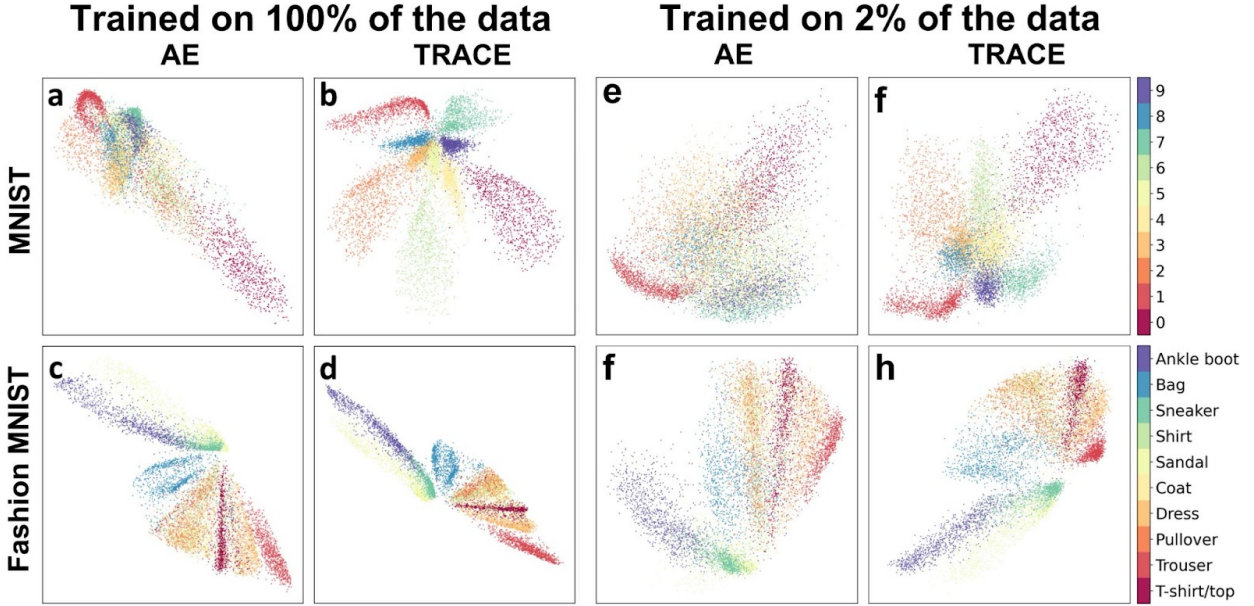 Trained on 100% of the data
Trained on 2% of the data
AE
TRACE
AE
TRACE
MNIST
a
b
e
f
9
8
7
6
5
4
3
2
1
0
Fashion MNIST
c
d
f
h
Ankle boot
Bag
Sneaker
Shirt
Sandal
Coat
Dress
Pullover
Trouser
T-shirt/top